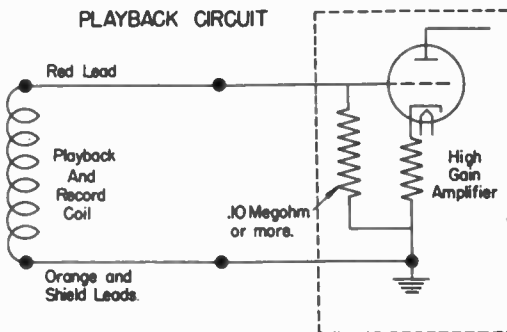 PLAYBACK CIRCUIT
Red Lead
Playback
And
Record
Coil
.10 Megohm
or more.
High
Gain
Amplifier
Orange and
Shield Leads.